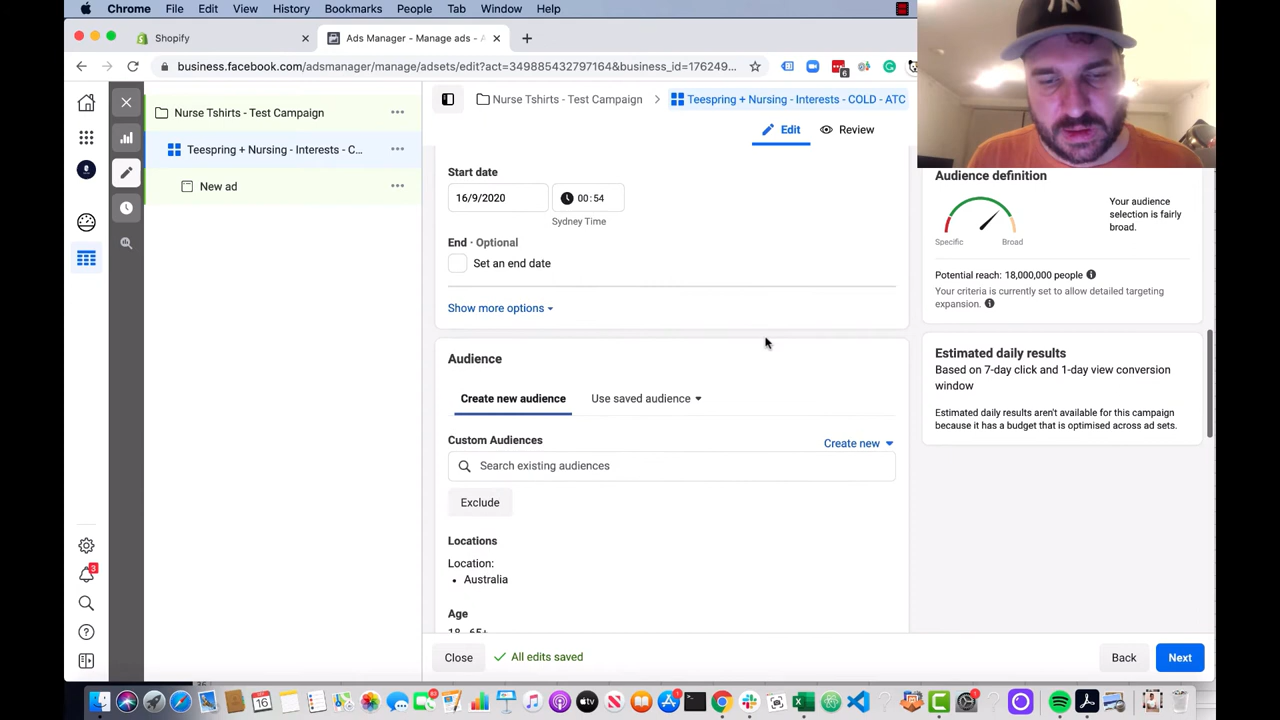 Chrome File Edit View History Bookmarks People Tab Window Help
Shopify
Ads Manager - Manage ads - A
business.facebook.com/adsmanager/manage/adsets/edit?act=349885432797164&business_id=176249...
6
Nurse Tshirts - Test Campaign
Teespring + Nursing - Interests - C...
New ad
Nurse Tshirts - Test Campaign > Teespring + Nursing - Interests - COLD - ATC
Edit Review
Start date
16/9/2020 00:54
Sydney Time
End · Optional
Set an end date
Show more options
Audience
Create new audience Use saved audience
Custom Audiences Create new
Search existing audiences
Exclude
Locations
Location:
• Australia
Age
18 - 65+
Close All edits saved Back Next
Audience definition
Specific Broad
Your audience
selection is fairly
broad.
Potential reach: 18,000,000 people
Your criteria is currently set to allow detailed targeting
expansion.
Estimated daily results
Based on 7-day click and 1-day view conversion
window
Estimated daily results aren't available for this campaign
because it has a budget that is optimised across ad sets.
3
16